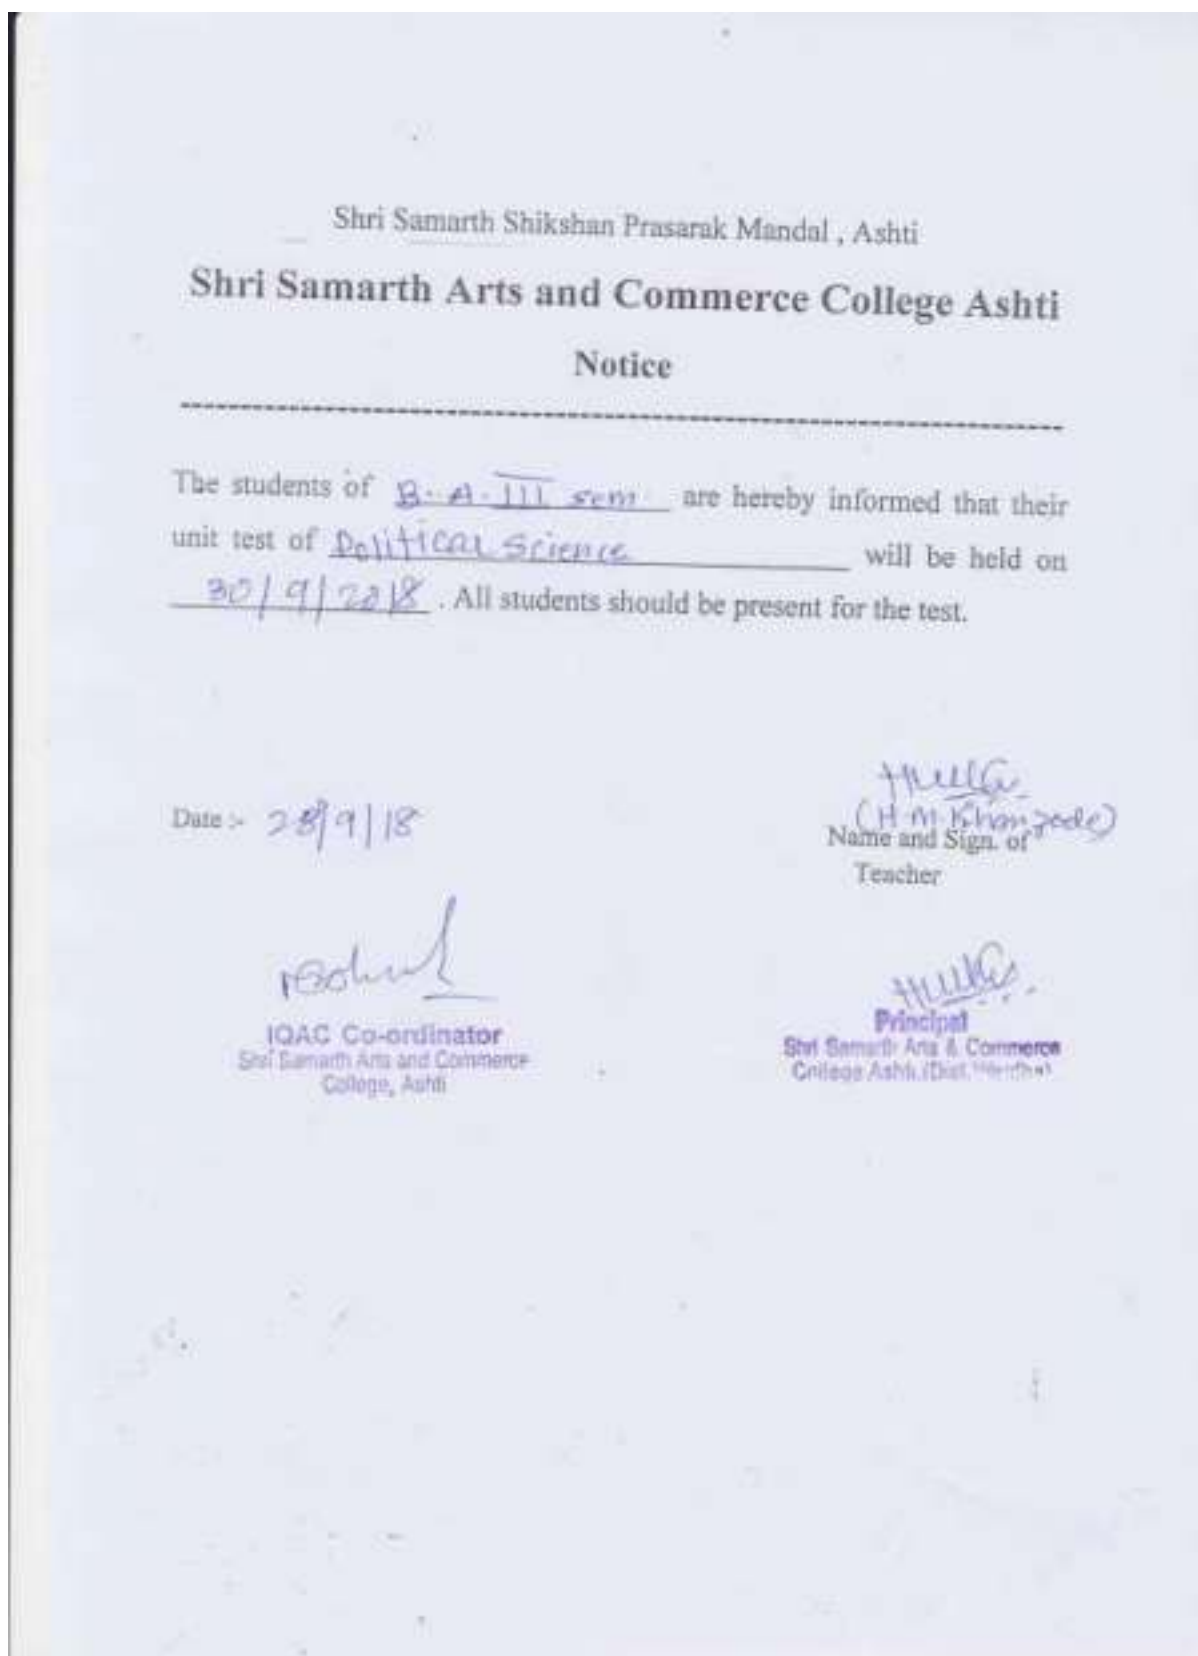 Shri Samarth Shikshan Prasarak Mandal , Ashti
Shri Samarth Arts and Commerce College Ashti
Notice
--------------------------------------------------------------------------------
The students of B.A. III sem are hereby informed that their
unit test of Political Science will be held on
30/9/2018 . All students should be present for the test.
(H.M. Khanzode)
Date :- 28/9/18
Name and Sign. of
Teacher
IQAC Co-ordinator
Shri Samarth Arts and Commerce
College, Ashti
Principal
Shri Samarth Arts & Commerce
College Ashti (Dist. Wardha)